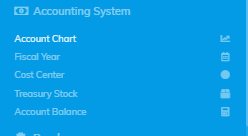 Accounting System
Account Chart
Fiscal Year
Cost Center
Treasury Stock
Account Balance